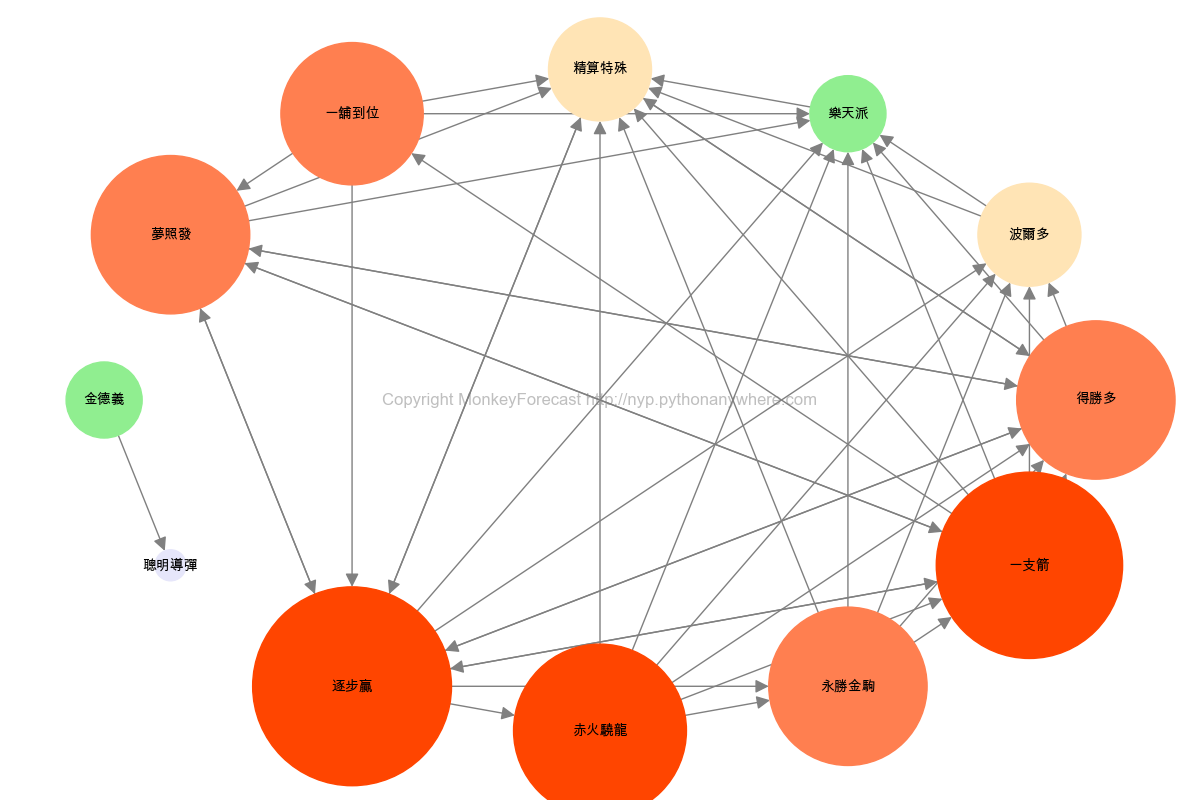 精算特殊
一舖到位
樂天派
夢照發
波爾多
金德義
Copyright MonkeyForecast http://nyp.pythonanywhere.com
得勝多
聰明導彈
一支箭
逐步贏
永勝金駒
赤火驍龍